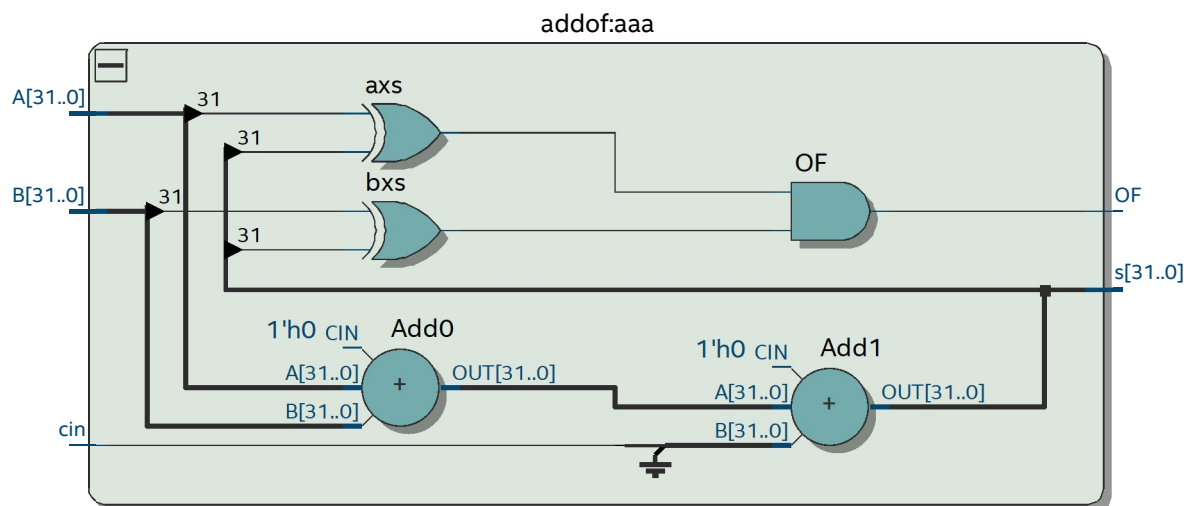 addof:aaa
axs
A[31..0]
31
31
OF
bxs
B[31..0]
31
OF
31
s[31..0]
1'h0 CIN
Add0
1'h0 CIN
Add1
A[31..0]
OUT[31..0]
A[31..0]
OUT[31..0]
B[31..0]
cin
B[31..0]
+
+